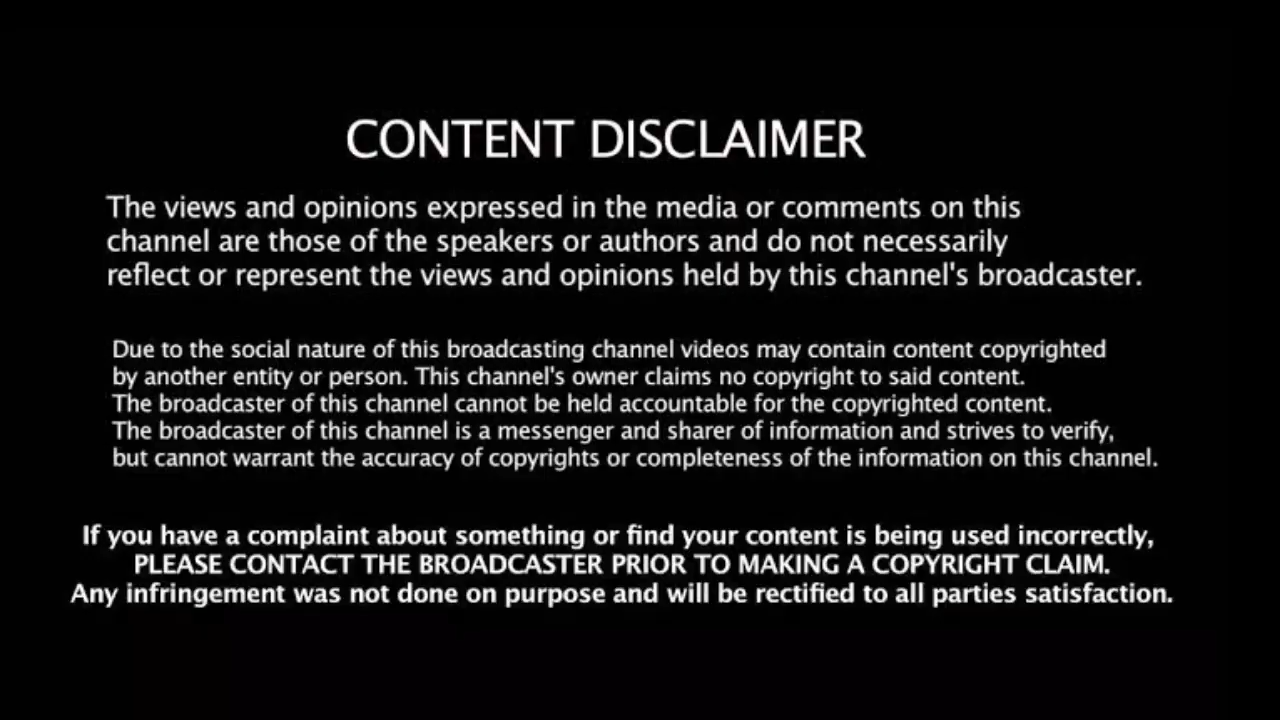 CONTENT DISCLAIMER
The views and opinions expressed in the media or comments on this
channel are those of the speakers or authors and do not necessarily
reflect or represent the views and opinions held by this channel's broadcaster.
Due to the social nature of this broadcasting channel videos may contain content copyrighted
by another entity or person. This channel's owner claims no copyright to said content.
The broadcaster of this channel cannot be held accountable for the copyrighted content.
The broadcaster of this channel is a messenger and sharer of information and strives to verify,
but cannot warrant the accuracy of copyrights or completeness of the information on this channel.
If you have a complaint about something or find your content is being used incorrectly,
PLEASE CONTACT THE BROADCASTER PRIOR TO MAKING A COPYRIGHT CLAIM.
Any infringement was not done on purpose and will be rectified to all parties satisfaction.